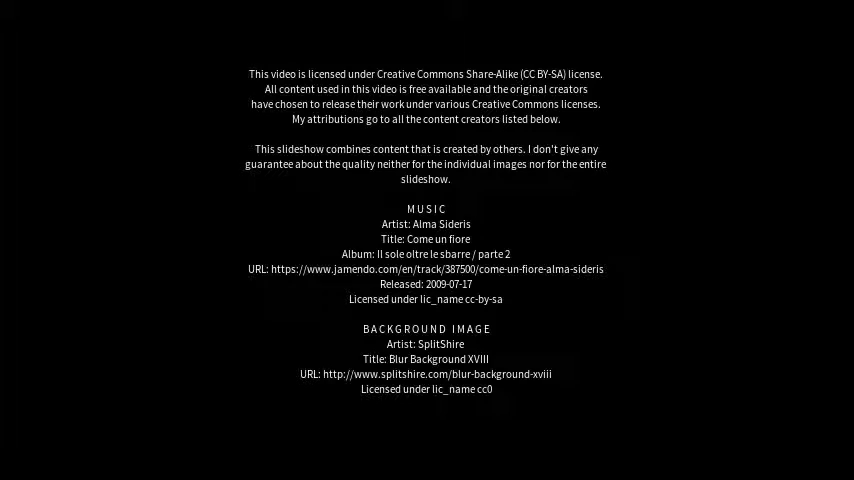 This video is licensed under Creative Commons Share-Alike (CC BY-SA) license.
All content used in this video is free available and the original creators
have chosen to release their work under various Creative Commons licenses.
My attributions go to all the content creators listed below.
This slideshow combines content that is created by others. I don't give any
guarantee about the quality neither for the individual images nor for the entire
slideshow.
MUSIC
Artist: Alma Sideris
Title: Come un fiore
Album: Il sole oltre le sbarre / parte 2
URL: https://www.jamendo.com/en/track/387500/come-un-fiore-alma-sideris
Released: 2009-07-17
Licensed under lic_name cc-by-sa
BACKGROUND IMAGE
Artist: SplitShire
Title: Blur Background XVIII
URL: http://www.splitshire.com/blur-background-xviii
Licensed under lic_name cc0